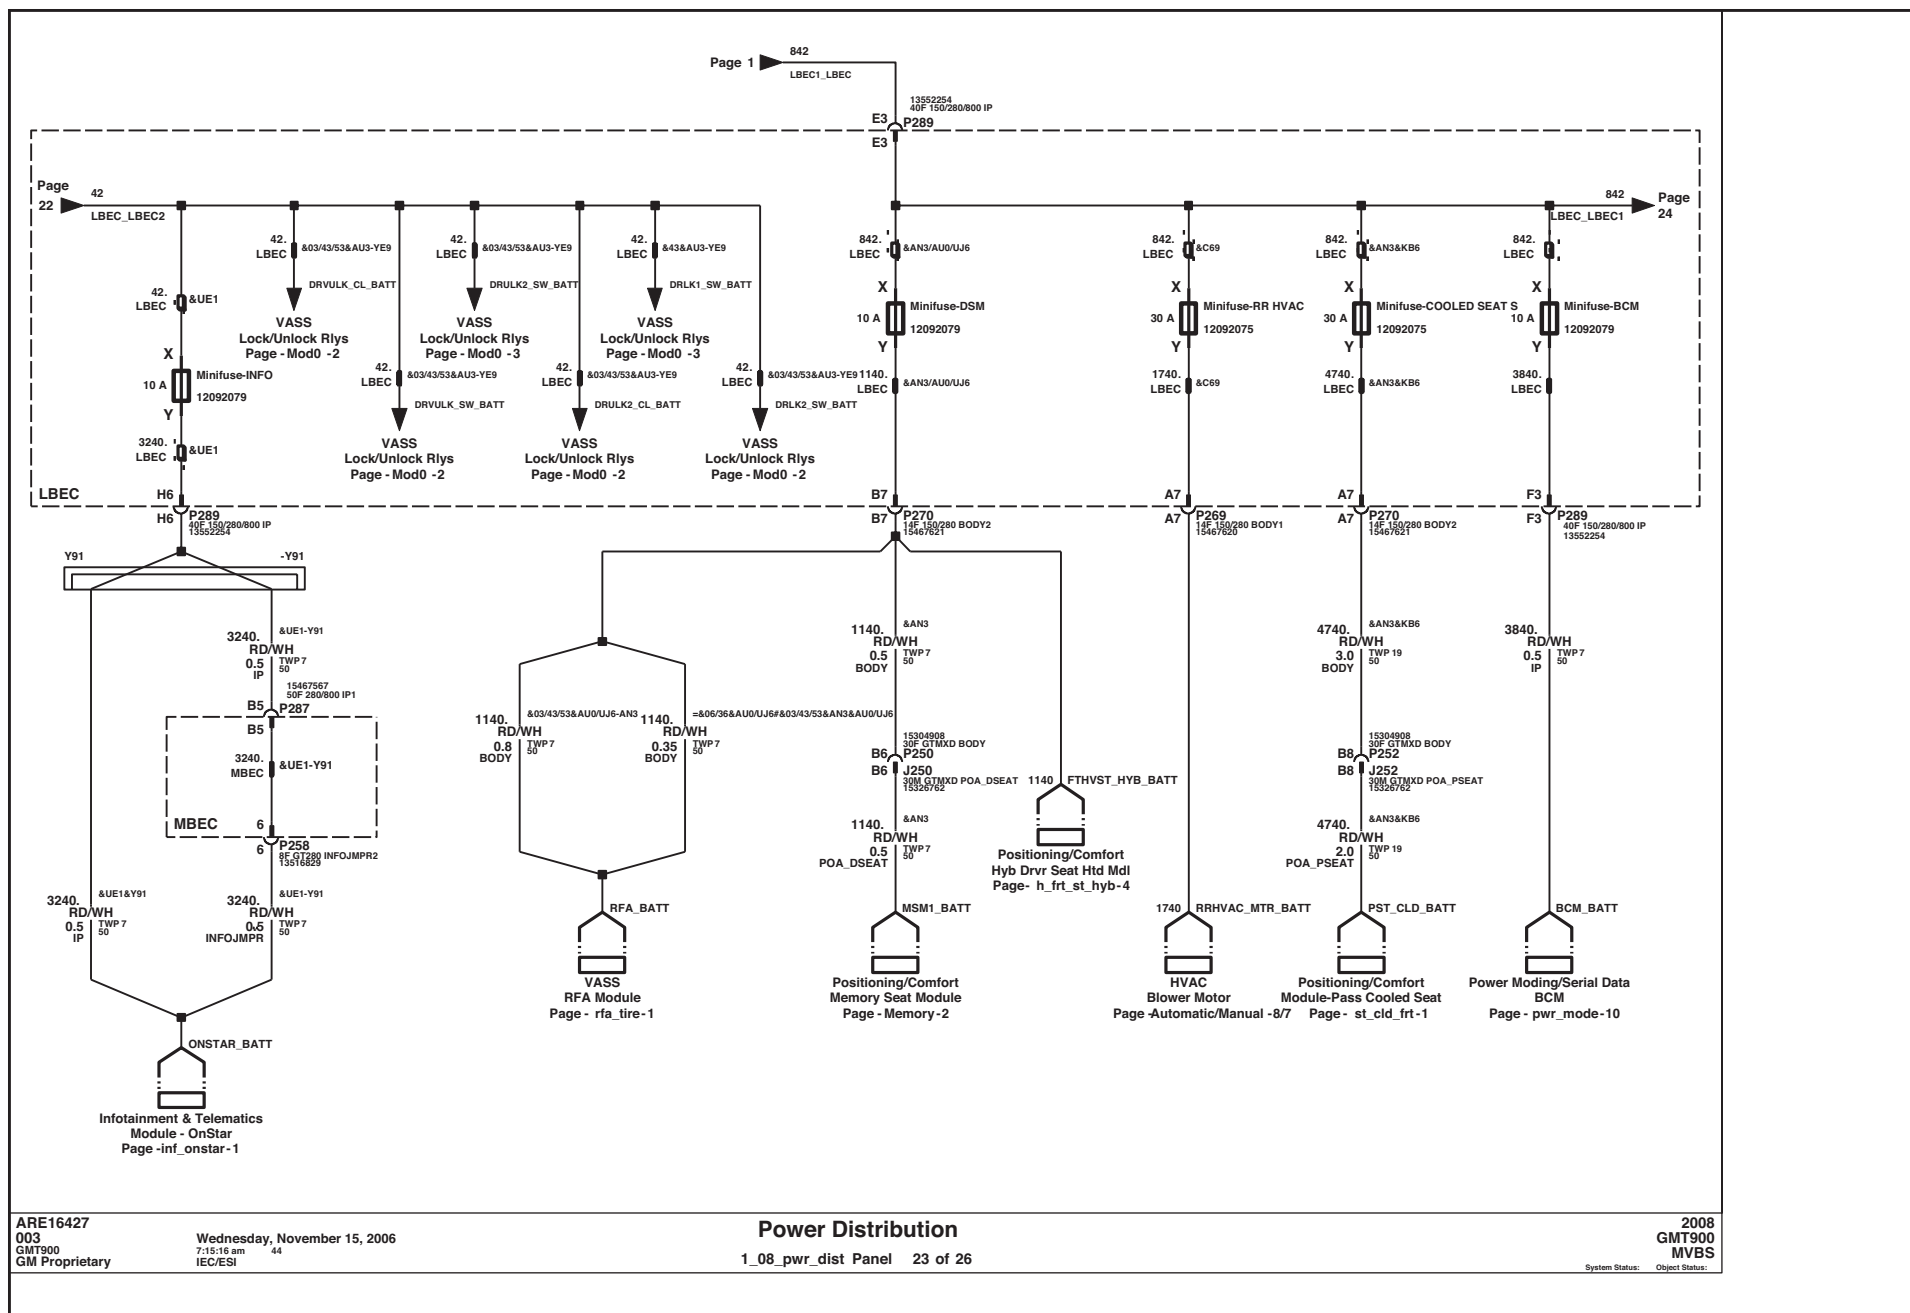 842
Page 1
LBEC1_LBEC
13552254
40F 150/280/800 IP
E3
P289
E3
Page
22
42
LBEC_LBEC2
842
LBEC_LBEC1
Page
24
42.
LBEC
&03/43/53&AU3-YE9
42.
LBEC
&03/43/53&AU3-YE9
42.
LBEC
&43&AU3-YE9
842.
LBEC
&AN3/AU0/UJ6
842.
LBEC
&C69
842.
LBEC
&AN3&KB6
842.
LBEC
DRVULK_CL_BATT
DRULK2_SW_BATT
DRLK1_SW_BATT
42.
LBEC
&UE1
VASS
Lock/Unlock Rlys
Page - Mod0 -2
VASS
Lock/Unlock Rlys
Page - Mod0 -3
VASS
Lock/Unlock Rlys
Page - Mod0 -3
X
Minifuse-DSM
10 A
12092079
Y
X
Minifuse-RR HVAC
30 A
12092075
Y
X
Minifuse-COOLED SEAT S
30 A
12092075
Y
X
Minifuse-BCM
10 A
12092079
Y
X
Minifuse-INFO
10 A
12092079
Y
42.
LBEC
&03/43/53&AU3-YE9
42.
LBEC
&03/43/53&AU3-YE9
42.
LBEC
&03/43/53&AU3-YE9
1140.
LBEC
&AN3/AU0/UJ6
1740.
LBEC
&C69
4740.
LBEC
&AN3&KB6
3840.
LBEC
DRVULK_SW_BATT
DRULK2_CL_BATT
DRLK2_SW_BATT
3240.
LBEC
&UE1
VASS
Lock/Unlock Rlys
Page - Mod0 -2
VASS
Lock/Unlock Rlys
Page - Mod0 -2
VASS
Lock/Unlock Rlys
Page - Mod0 -2
LBEC
H6
H6
P289
40F 150/280/800 IP
13552254
B7
B7
P270
14F 150/280 BODY2
15467621
A7
A7
P269
14F 150/280 BODY1
15467620
A7
A7
P270
14F 150/280 BODY2
15467621
F3
F3
P289
40F 150/280/800 IP
13552254
Y91
-Y91
3240.
&UE1-Y91
RD/WH
0.5
TWP 7
50
IP
15467567
50F 280/800 IP1
B5
P287
B5
3240.
MBEC
&UE1-Y91
MBEC
6
6
P258
8F GT280 INFOJMPR2
13516829
3240.
&UE1&Y91
RD/WH
0.5
TWP 7
50
IP
3240.
&UE1-Y91
RD/WH
0.5
TWP 7
50
INFOJMPR
ONSTAR_BATT
Infotainment & Telematics
Module - OnStar
Page -inf_onstar-1
1140.
&03/43/53&AU0/UJ6-AN3
RD/WH
0.8
TWP 7
50
BODY
1140.
=&06/36&AU0/UJ6#&03/43/53&AN3&AU0/UJ6
RD/WH
0.35
TWP 7
50
BODY
RFA_BATT
VASS
RFA Module
Page - rfa_tire-1
1140.
&AN3
RD/WH
0.5
TWP 7
50
BODY
15304908
30F GTMXD BODY
B6
P250
B6
J250
30M GTMXD POA_DSEAT
15326762
1140.
&AN3
RD/WH
0.5
TWP 7
50
POA_DSEAT
MSM1_BATT
Positioning/Comfort
Memory Seat Module
Page - Memory-2
1140
FTHVST_HYB_BATT
Positioning/Comfort
Hyb Drvr Seat Htd Mdl
Page- h_frt_st_hyb-4
1740
RRHVAC_MTR_BATT
HVAC
Blower Motor
Page -Automatic/Manual -8/7
4740.
&AN3&KB6
RD/WH
3.0
TWP 19
50
BODY
15304908
30F GTMXD BODY
B8
P252
B8
J252
30M GTMXD POA_PSEAT
15326762
4740.
&AN3&KB6
RD/WH
2.0
TWP 19
50
POA_PSEAT
PST_CLD_BATT
Positioning/Comfort
Module-Pass Cooled Seat
Page - st_cld_frt-1
3840.
RD/WH
0.5
TWP 7
50
IP
BCM_BATT
Power Moding/Serial Data
BCM
Page - pwr_mode-10
ARE16427
003
GMT900
GM Proprietary
Wednesday, November 15, 2006
7:15:16 am 44
IEC/ESI
Power Distribution
1_08_pwr_dist Panel 23 of 26
2008
GMT900
MVBS
System Status: Object Status: